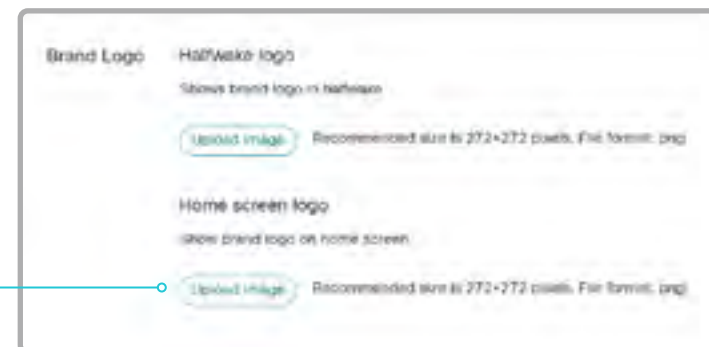 Brand Logo
Halfwake logo
Shows brand logo in halfwake
Upload image
Recommended size is 272*272 pixels. File format: png
Home screen logo
Show brand logo on home screen
Upload image
Recommended size is 272*272 pixels. File format: png